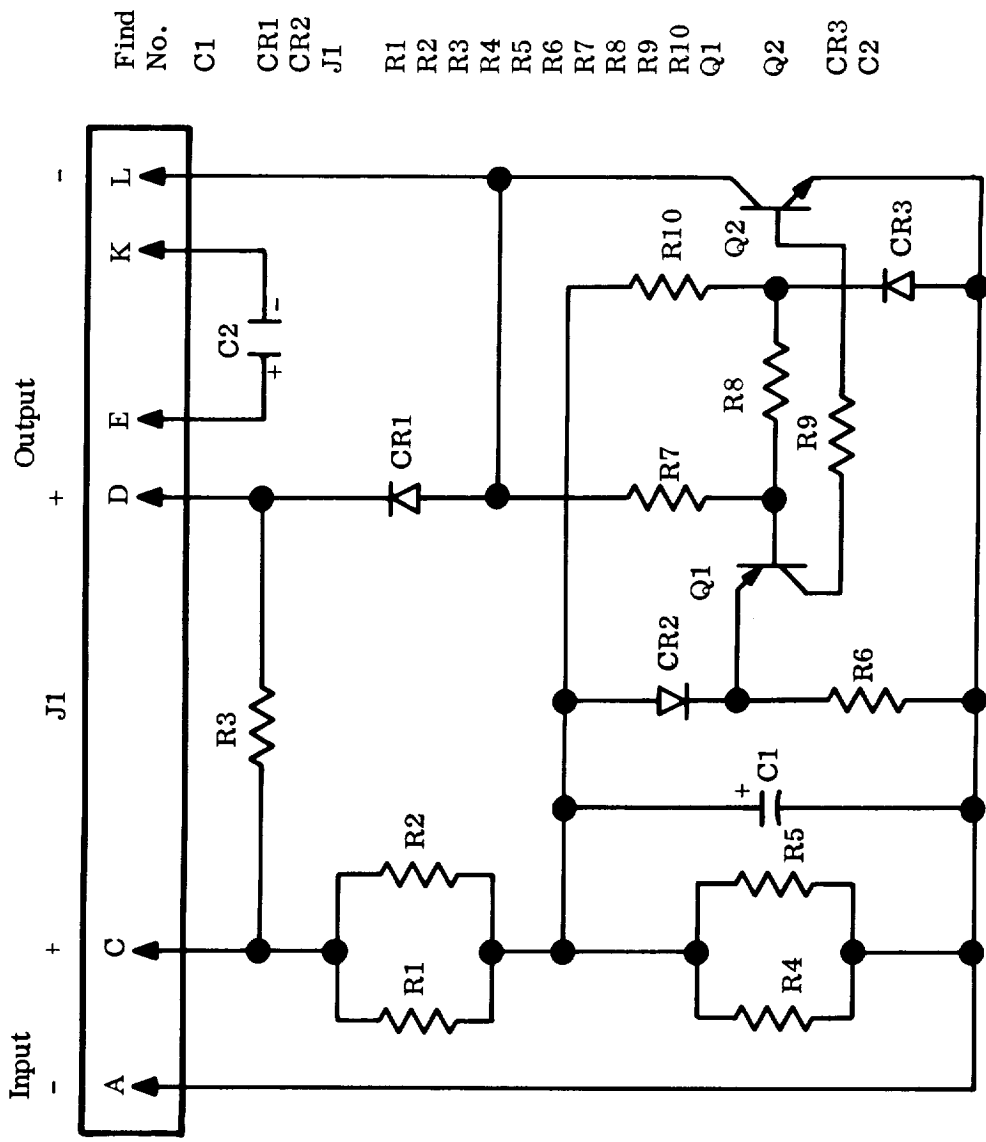 Input
J1
Output
-
+
+
-
A
C
D
E
K
L
R3
+
C2
-
R1
R2
CR1
R4
R5
+
C1
CR2
R6
Q1
R7
R8
R9
R10
Q2
CR3
Find
No.
C1
CR1
CR2
J1
R1
R2
R3
R4
R5
R6
R7
R8
R9
R10
Q1
Q2
CR3
C2